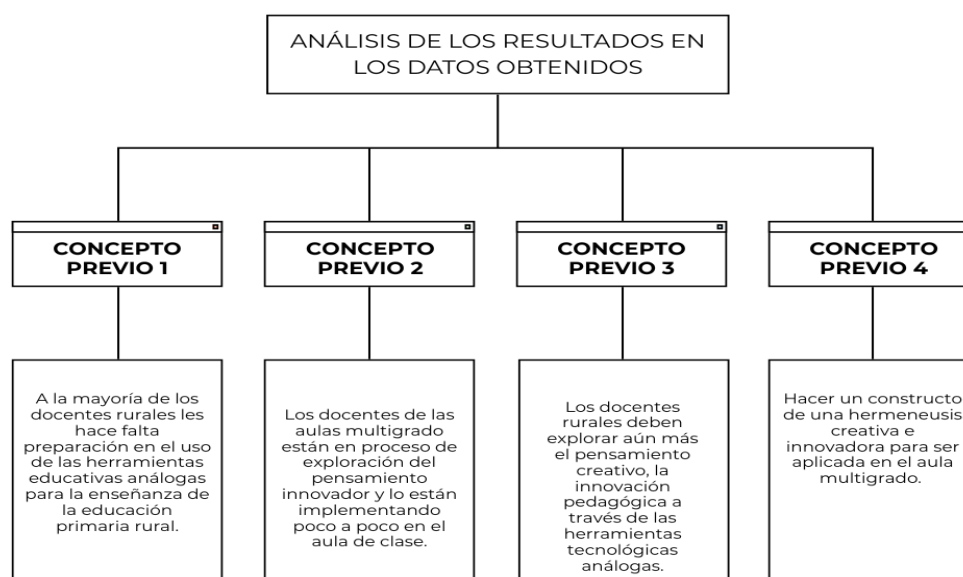 ANÁLISIS DE LOS RESULTADOS EN
LOS DATOS OBTENIDOS
CONCEPTO
PREVIO 1
CONCEPTO
PREVIO 2
CONCEPTO
PREVIO 3
CONCEPTO
PREVIO 4
A la mayoría de los
docentes rurales les
hace falta
preparación en el uso
de las herramientas
educativas análogas
para la enseñanza de
la educación
primaria rural.
Los docentes de las
aulas multigrado
están en proceso de
exploración del
pensamiento
innovador y lo están
implementando
poco a poco en el
aula de clase.
Los docentes
rurales deben
explorar aún más
el pensamiento
creativo, la
innovación
pedagógica a
través de las
herramientas
tecnológicas
análogas.
Hacer un constructo
de una hermeneusis
creativa e
innovadora para ser
aplicada en el aula
multigrado.